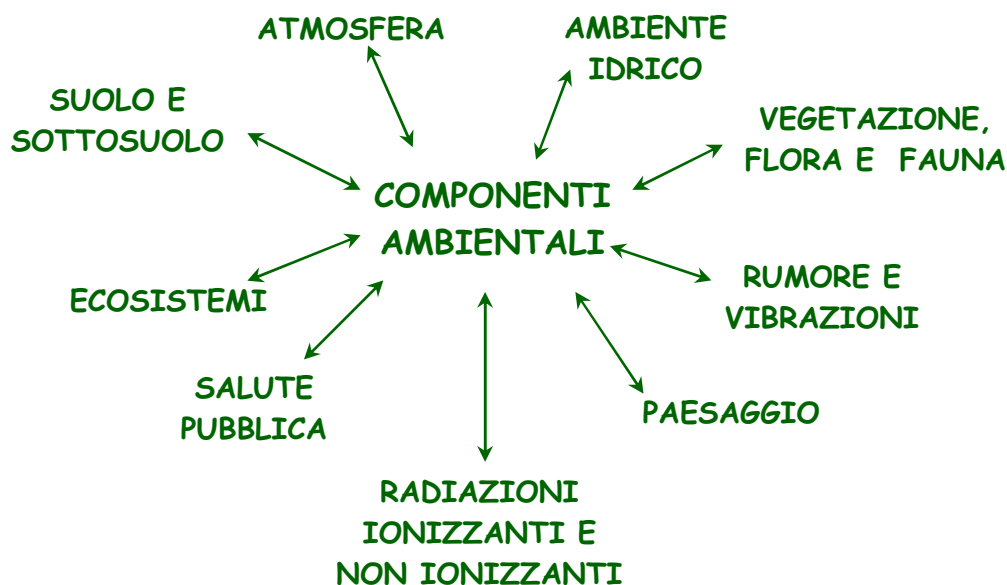 ATMOSFERA
AMBIENTE
IDRICO
SUOLO E
SOTTOSUOLO
VEGETAZIONE,
FLORA E FAUNA
COMPONENTI
AMBIENTALI
ECOSISTEMI
RUMORE E
VIBRAZIONI
SALUTE
PUBBLICA
PAESAGGIO
RADIAZIONI
IONIZZANTI E
NON IONIZZANTI